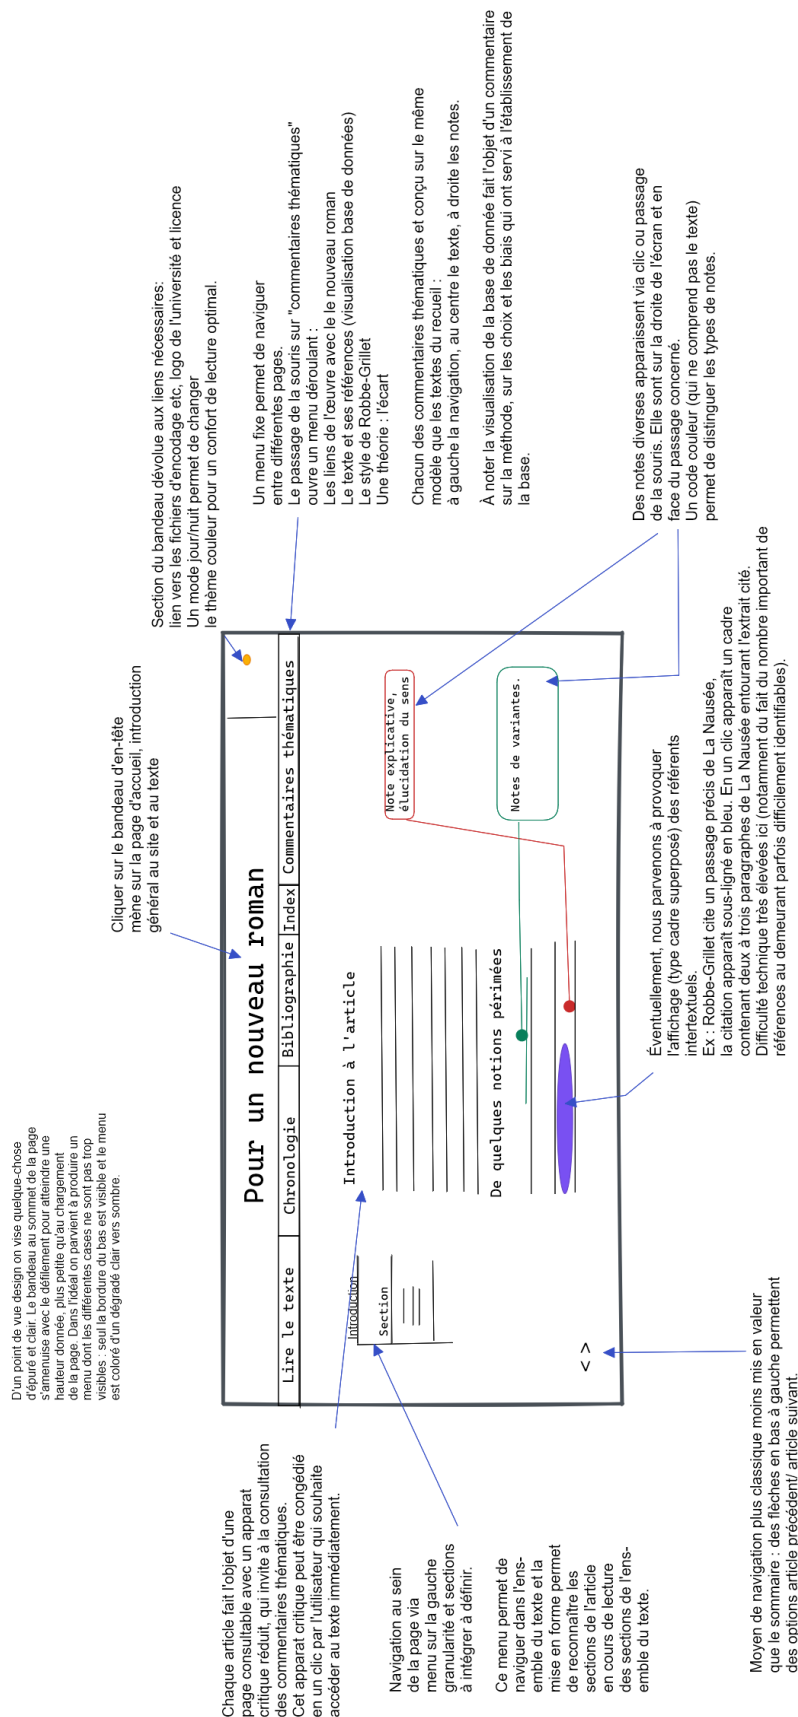 D'un point de vue design on vise quelque-chose
d'épuré et clair. Le bandeau au sommet de la page
s'amenuise avec le défilement pour atteindre une
hauteur donnée, plus petite qu'au chargement
de la page. Dans l'idéal on parvient à produire un
menu dont les différentes cases ne sont pas trop
visibles : seul la bordure du bas est visible et le menu
est coloré d'un dégradé clair vers sombre.
Cliquer sur le bandeau d'en-tête
mène sur la page d'accueil, introduction
général au site et au texte
Section du bandeau dévolue aux liens nécessaires:
lien vers les fichiers d'encodage etc, logo de l'université et licence
Un mode jour/nuit permet de changer
le thème couleur pour un confort de lecture optimal.
Chaque article fait l'objet d'une
page consultable avec un apparat
critique réduit, qui invite à la consultation
des commentaires thématiques.
Cet apparat critique peut être congédié
en un clic par l'utilisateur qui souhaite
accéder au texte immédiatement.
Pour un nouveau roman
Lire le texte
Chronologie
Bibliographie
Index
Commentaires thématiques
Un menu fixe permet de naviguer
entre différentes pages.
Le passage de la souris sur "commentaires thématiques"
ouvre un menu déroulant :
Les liens de l'œuvre avec le le nouveau roman
Le texte et ses références (visualisation base de données)
Le style de Robbe-Grillet
Une théorie : l'écart
Chacun des commentaires thématiques et conçu sur le même
modèle que les textes du recueil :
à gauche la navigation, au centre le texte, à droite les notes.
À noter la visualisation de la base de donnée fait l'objet d'un commentaire
sur la méthode, sur les choix et les biais qui ont servi à l'établissement de
la base.
Introduction
Section
Introduction à l'article
De quelques notions périmées
Note explicative,
élucidation du sens
Notes de variantes.
< >
Navigation au sein
de la page via
menu sur la gauche
granularité et sections
à intégrer à définir.
Ce menu permet de
naviguer dans l'ens-
emble du texte et la
mise en forme permet
de reconnaître les
sections de l'article
en cours de lecture
des sections de l'ens-
emble du texte.
Des notes diverses apparaissent via clic ou passage
de la souris. Elle sont sur la droite de l'écran et en
face du passage concerné.
Un code couleur (qui ne comprend pas le texte)
permet de distinguer les types de notes.
Éventuellement, nous parvenons à provoquer
l'affichage (type cadre superposé) des référents
intertextuels.
Ex : Robbe-Grillet cite un passage précis de La Nausée,
la citation apparaît sous-ligné en bleu. En un clic apparaît un cadre
contenant deux à trois paragraphes de La Nausée entourant l'extrait cité.
Difficulté technique très élevées ici (notamment du fait du nombre important de
références au demeurant parfois difficilement identifiables).
Moyen de navigation plus classique moins mis en valeur
que le sommaire : des flèches en bas à gauche permettent
des options article précédent/ article suivant.